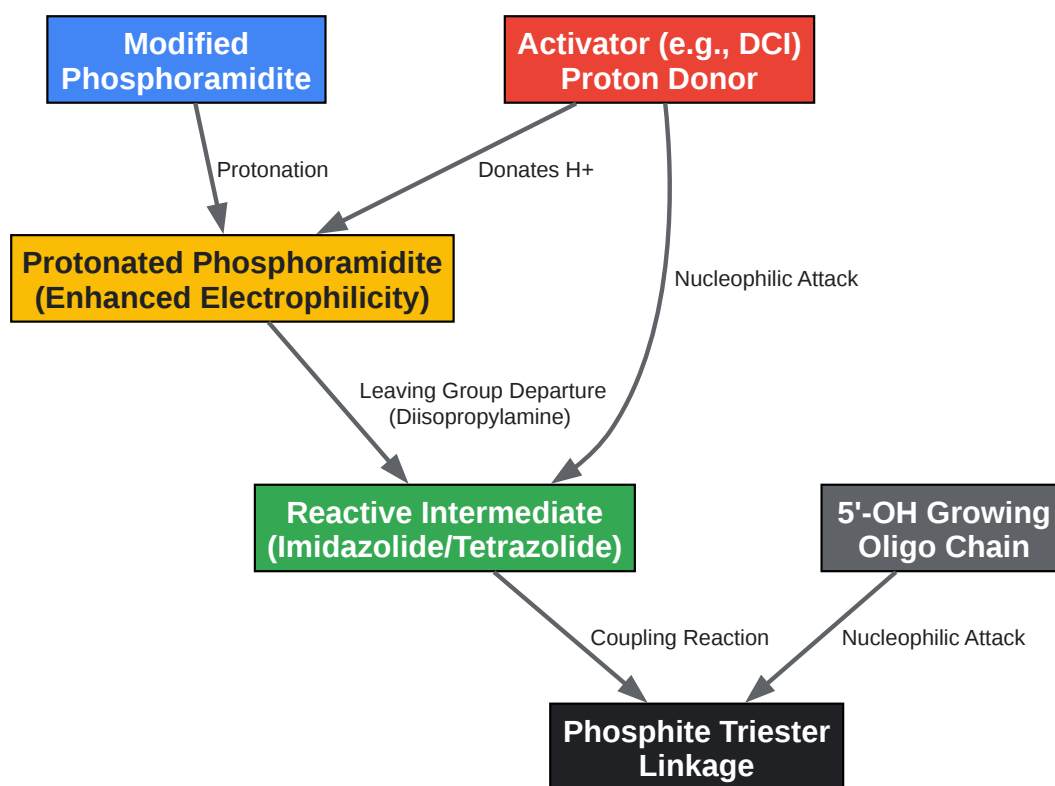 Modified
Phosphoramidite
Activator (e.g., DCI)
Proton Donor
Protonation
Donates H+
Protonated Phosphoramidite
(Enhanced Electrophilicity)
Nucleophilic Attack
Leaving Group Departure
(Diisopropylamine)
Reactive Intermediate
(Imidazolide/Tetrazolide)
5'-OH Growing
Oligo Chain
Coupling Reaction
Nucleophilic Attack
Phosphite Triester
Linkage